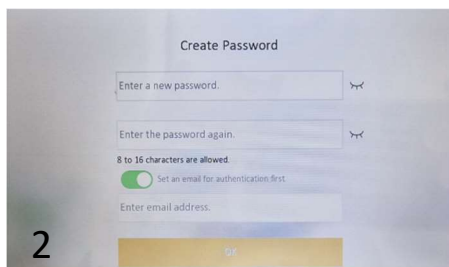 Create Password
Enter a new password.
Enter the password again.
8 to 16 characters are allowed.
Set an email for authentication first.
Enter email address.
OK
2